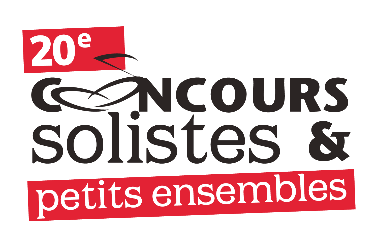 20e
CONCOURS
solistes &
petits ensembles